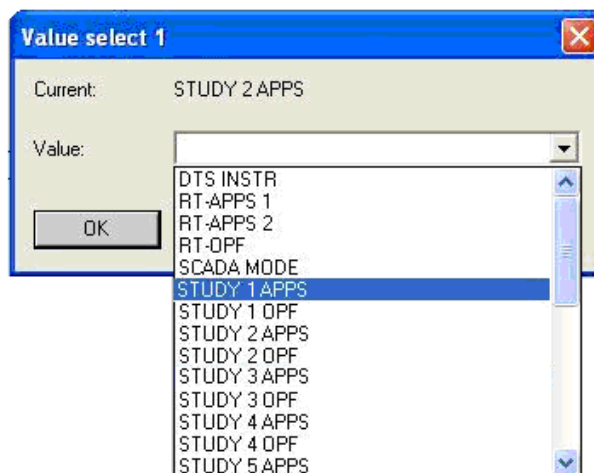 Value select 1
Current: STUDY 2 APPS
Value:
OK
DTS INSTR
RT-APPS 1
RT-APPS 2
RT-OPF
SCADA MODE
STUDY 1 APPS
STUDY 1 OPF
STUDY 2 APPS
STUDY 2 OPF
STUDY 3 APPS
STUDY 3 OPF
STUDY 4 APPS
STUDY 4 OPF
STUDY 5 APPS